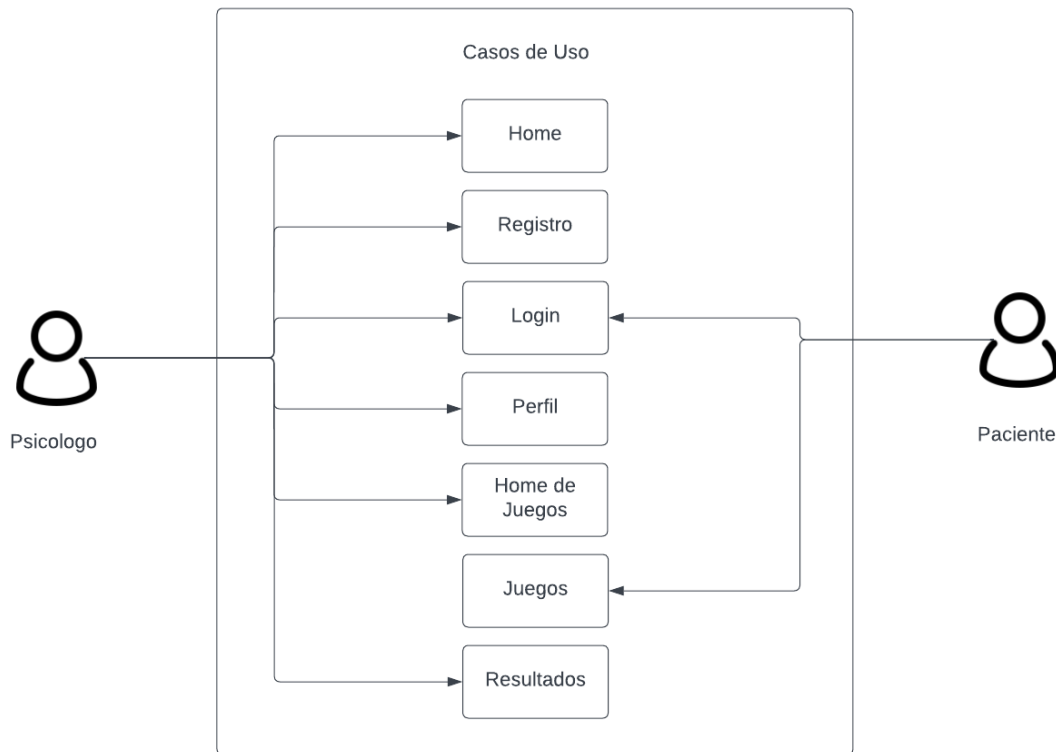 Casos de Uso
Home
Registro
Login
Perfil
Home de
Juegos
Juegos
Resultados
Psicologo
Paciente